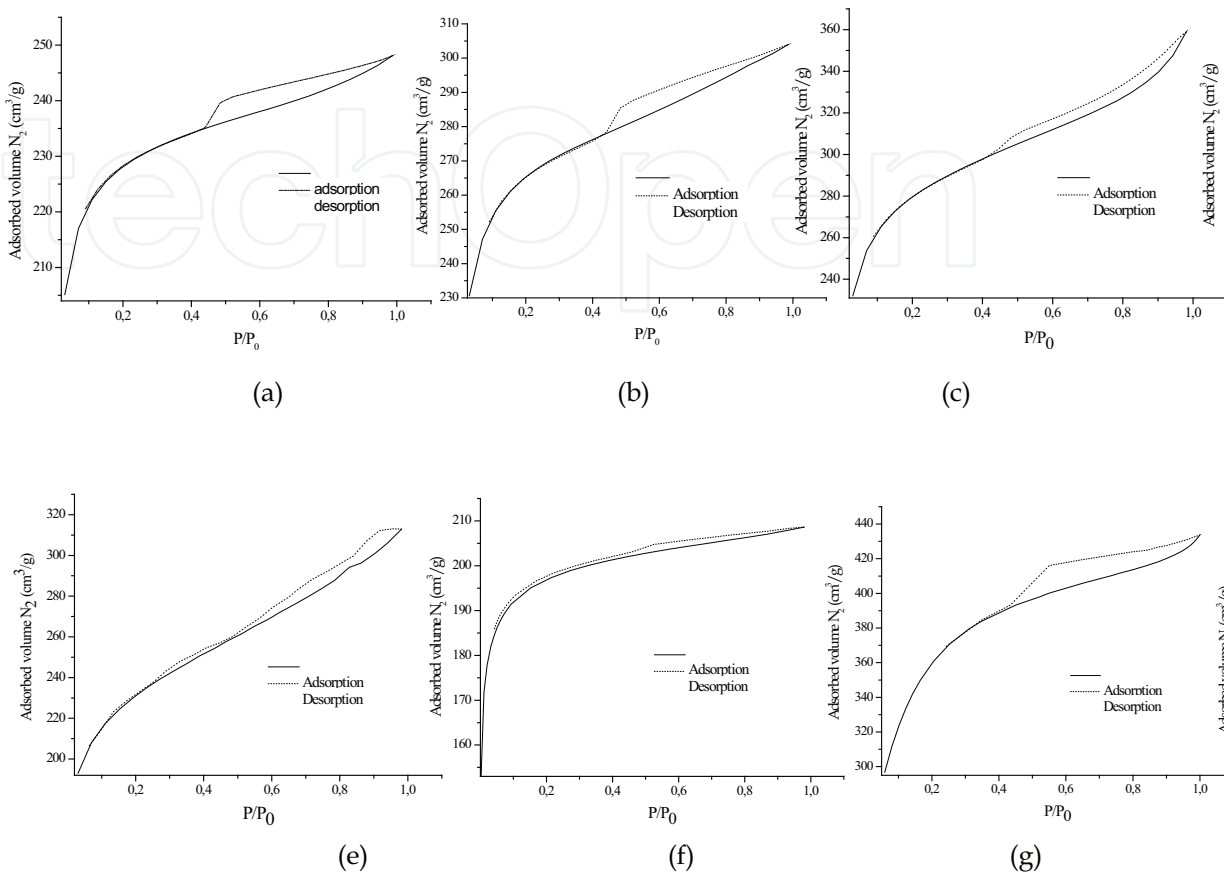 techOpen
Adsorbed volume N₂ (cm³/g)
250
240
230
220
210
0,2 0,4 0,6 0,8 1,0
P/P₀
adsorption
desorption
(a)
Adsorbed volume N₂ (cm³/g)
310
300
290
280
270
260
250
240
230
0,0 0,2 0,4 0,6 0,8 1,0
P/P₀
Adsorption
Desorption
(b)
Adsorbed volume N₂ (cm³/g)
360
340
320
300
280
260
240
0,2 0,4 0,6 0,8 1,0
P/P0
Adsorption
Desorption
(c)
Adsorbed volume N₂ (cm³/g)
Adsorbed volume N2 (cm³/g)
320
300
280
260
240
220
200
0,2 0,4 0,6 0,8 1,0
P/P0
Adsorption
Desorption
(e)
Adsorbed volume N₂ (cm³/g)
210
200
190
180
170
160
0,2 0,4 0,6 0,8 1,0
P/P0
Adsorption
Desorption
(f)
Adsorbed volume N₂ (cm³/g)
440
420
400
380
360
340
320
300
0,2 0,4 0,6 0,8 1,0
P/P0
Adsorption
Desorption
(g)
Adsorbed volume N
(cm³/g)